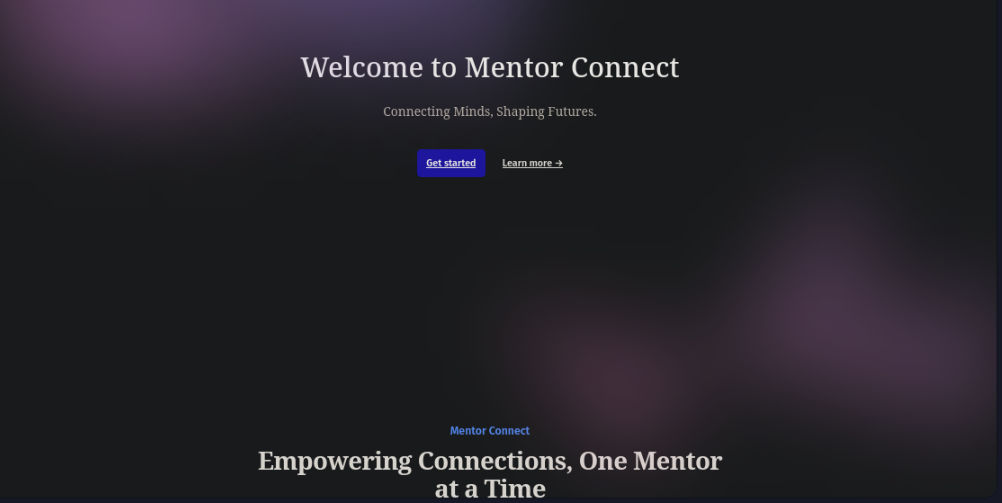 Welcome to Mentor Connect
Connecting Minds, Shaping Futures.
Get started
Learn more →
Mentor Connect
Empowering Connections, One Mentor
at a Time